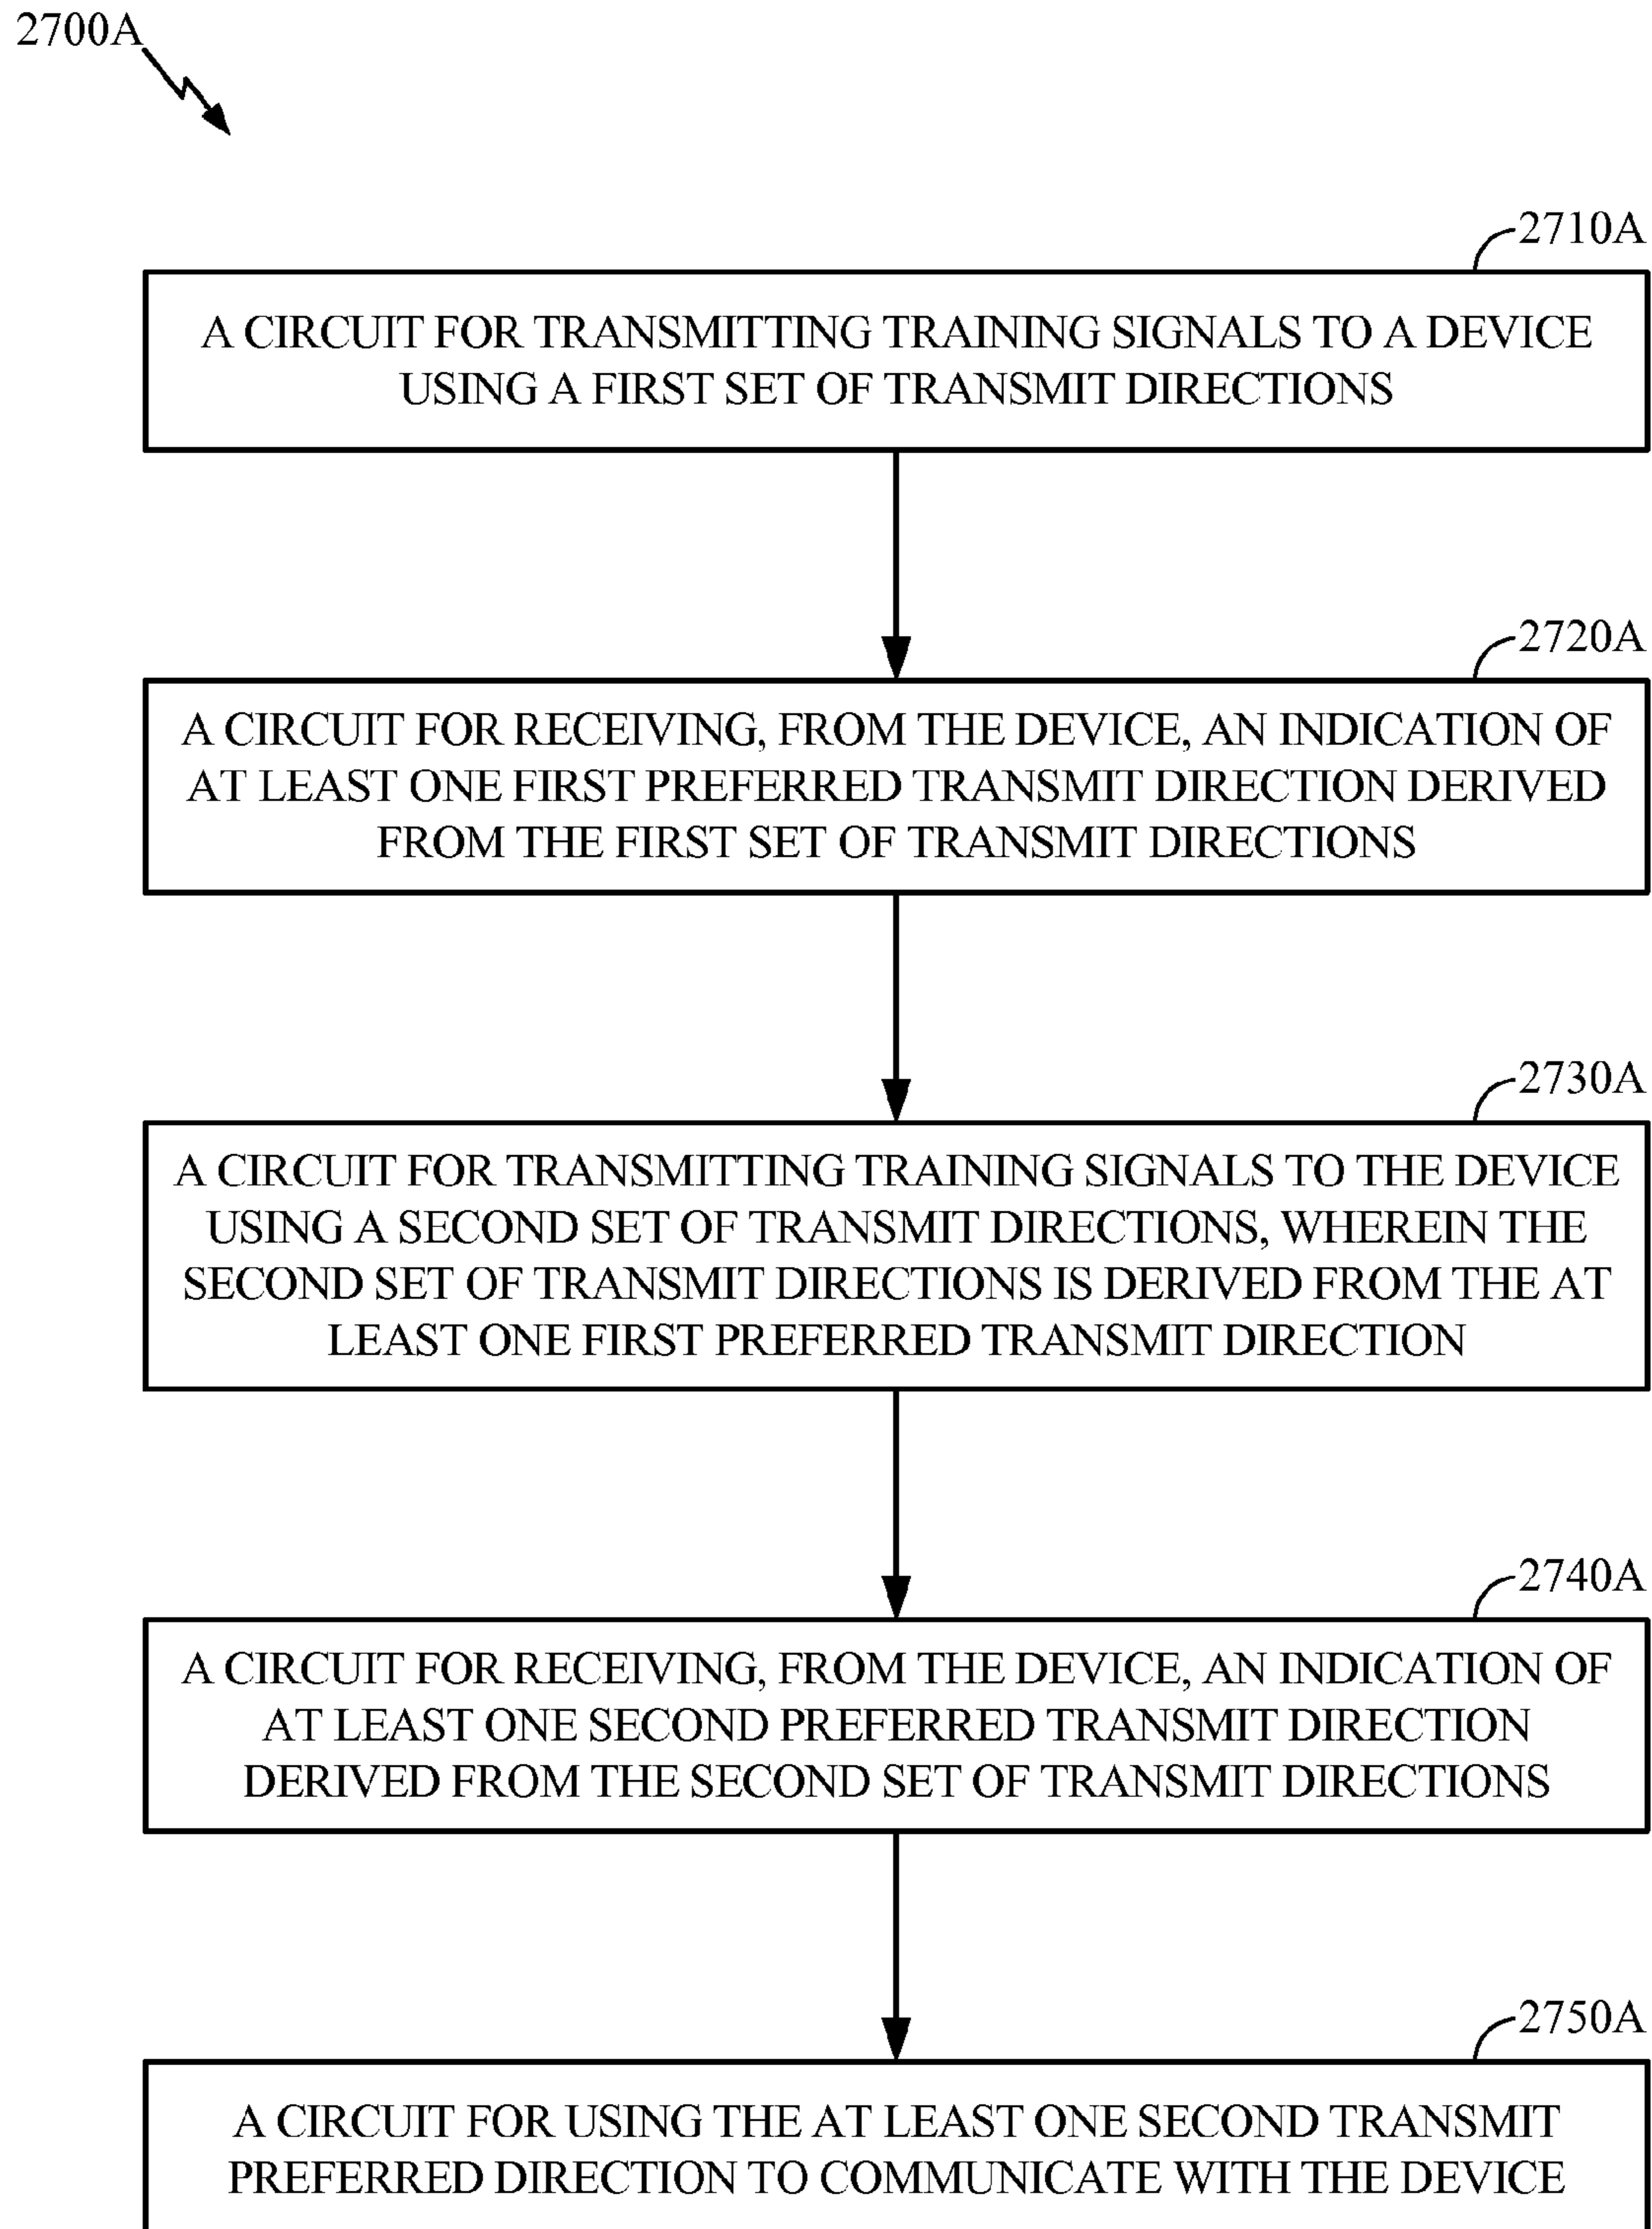 2700A
2710A
A CIRCUIT FOR TRANSMITTING TRAINING SIGNALS TO A DEVICE
USING A FIRST SET OF TRANSMIT DIRECTIONS
2720A
A CIRCUIT FOR RECEIVING, FROM THE DEVICE, AN INDICATION OF
AT LEAST ONE FIRST PREFERRED TRANSMIT DIRECTION DERIVED
FROM THE FIRST SET OF TRANSMIT DIRECTIONS
2730A
A CIRCUIT FOR TRANSMITTING TRAINING SIGNALS TO THE DEVICE
USING A SECOND SET OF TRANSMIT DIRECTIONS, WHEREIN THE
SECOND SET OF TRANSMIT DIRECTIONS IS DERIVED FROM THE AT
LEAST ONE FIRST PREFERRED TRANSMIT DIRECTION
2740A
A CIRCUIT FOR RECEIVING, FROM THE DEVICE, AN INDICATION OF
AT LEAST ONE SECOND PREFERRED TRANSMIT DIRECTION
DERIVED FROM THE SECOND SET OF TRANSMIT DIRECTIONS
2750A
A CIRCUIT FOR USING THE AT LEAST ONE SECOND TRANSMIT
PREFERRED DIRECTION TO COMMUNICATE WITH THE DEVICE